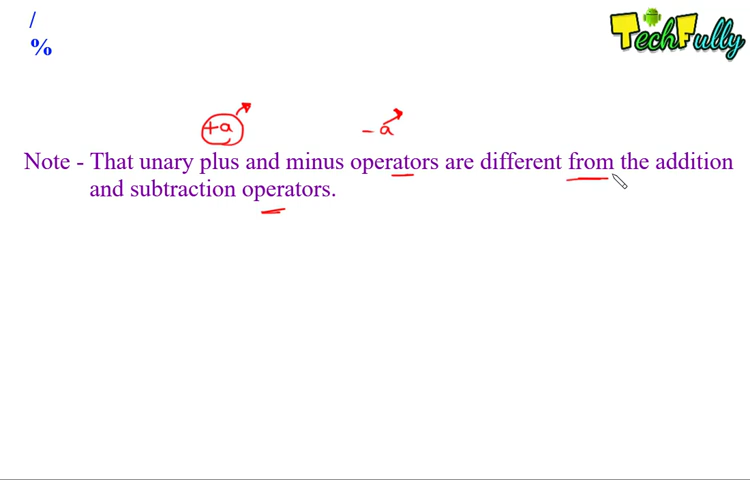 /
%
TechFully
+a
-a
Note - That unary plus and minus operators are different from the addition
and subtraction operators.